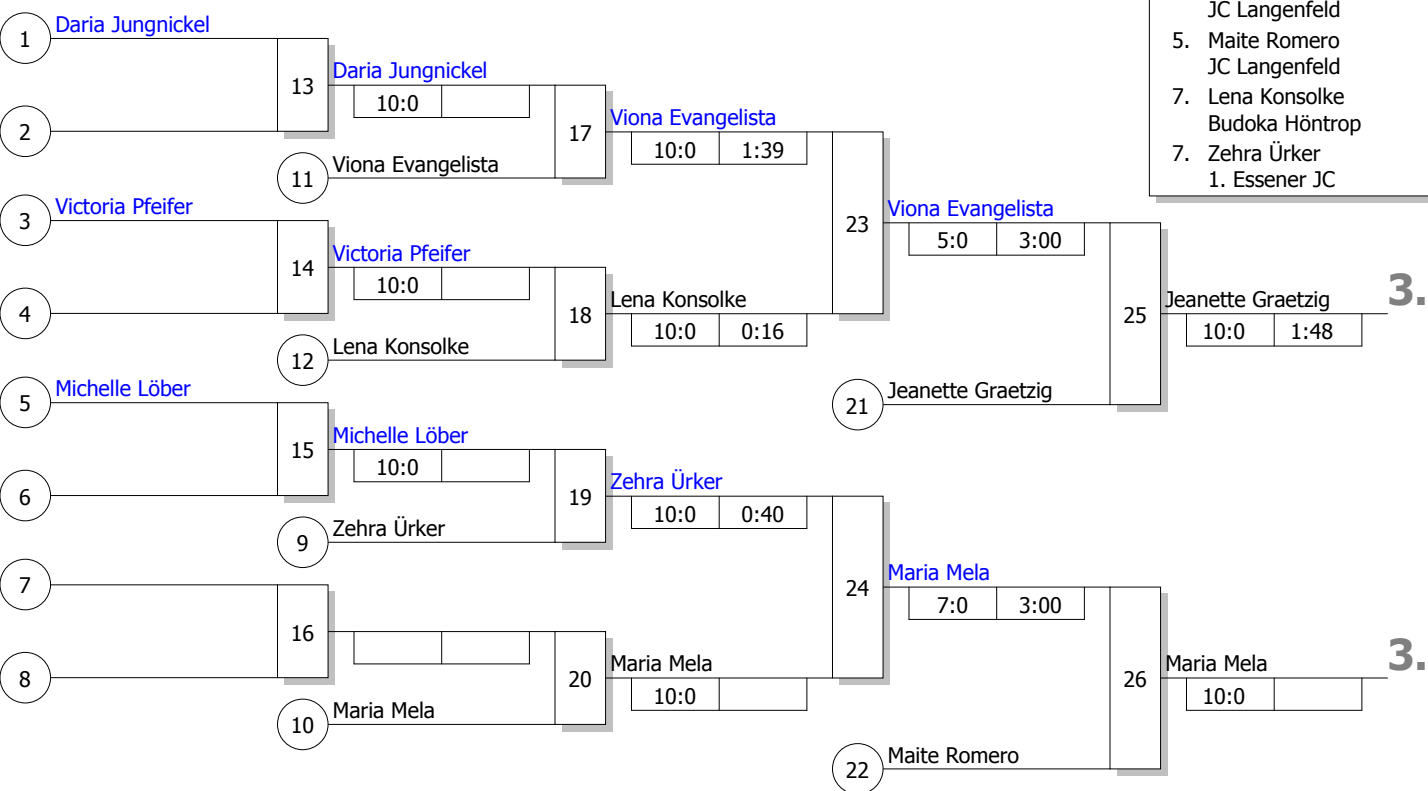 JC Langenfeld
5. Maite Romero
JC Langenfeld
7. Lena Konsolke
Budoka Höntrop
7. Zehra Ürker
1. Essener JC
1 Daria Jungnickel
13
Daria Jungnickel
10:0
2
17
Viona Evangelista
10:0 1:39
11 Viona Evangelista
3 Victoria Pfeifer
23
Viona Evangelista
5:0 3:00
14
Victoria Pfeifer
10:0
4
18
Lena Konsolke
10:0 0:16
12 Lena Konsolke
25
Jeanette Graetzig 3.
10:0 1:48
5 Michelle Löber
21 Jeanette Graetzig
15
Michelle Löber
10:0
6
19
Zehra Ürker
10:0 0:40
9 Zehra Ürker
7
24
Maria Mela
7:0 3:00
16
8
20
Maria Mela
10:0
10 Maria Mela
26
Maria Mela 3.
10:0
22 Maite Romero